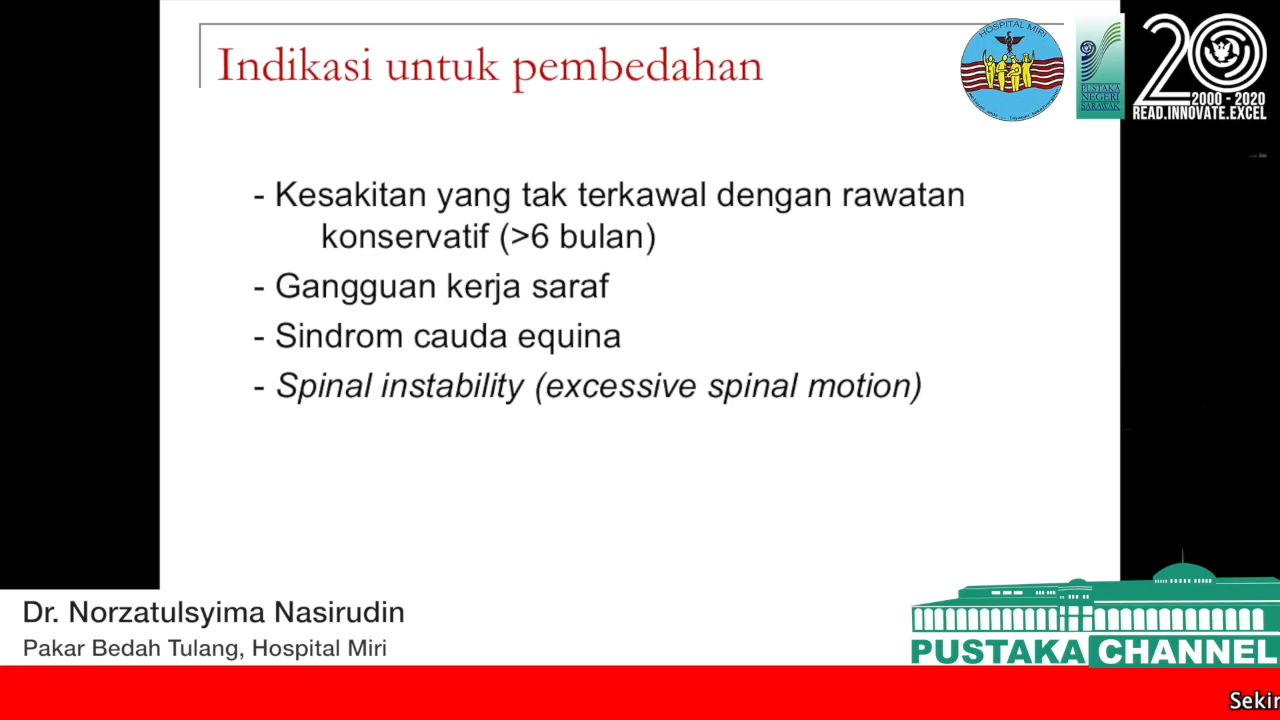 Indikasi untuk pembedahan
HOSPITAL MIRI
PUSTAKA
NEGERI
SARAWAK
20
2000 - 2020
READ.INNOVATE.EXCEL
- Kesakitan yang tak terkawal dengan rawatan
konservatif (>6 bulan)
- Gangguan kerja saraf
- Sindrom cauda equina
- Spinal instability (excessive spinal motion)
Dr. Norzatulsyima Nasirudin
Pakar Bedah Tulang, Hospital Miri
PUSTAKA CHANNEL